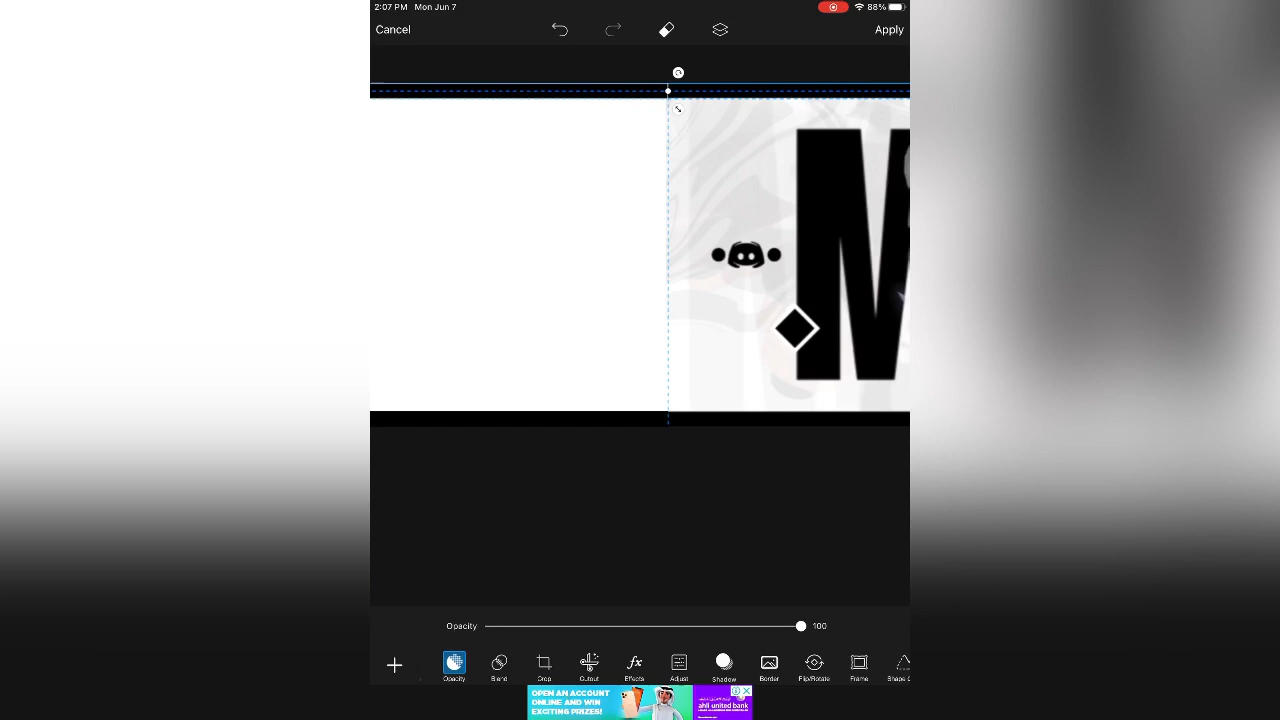 2:07 PM Mon Jun 7 88%
Cancel Apply
M
Opacity 100
Opacity Blend Crop Cutout Effects Adjust Shadow Border Flip/Rotate Frame Shape C
OPEN AN ACCOUNT
ONLINE AND WIN
EXCITING PRIZES!
ahli united bank